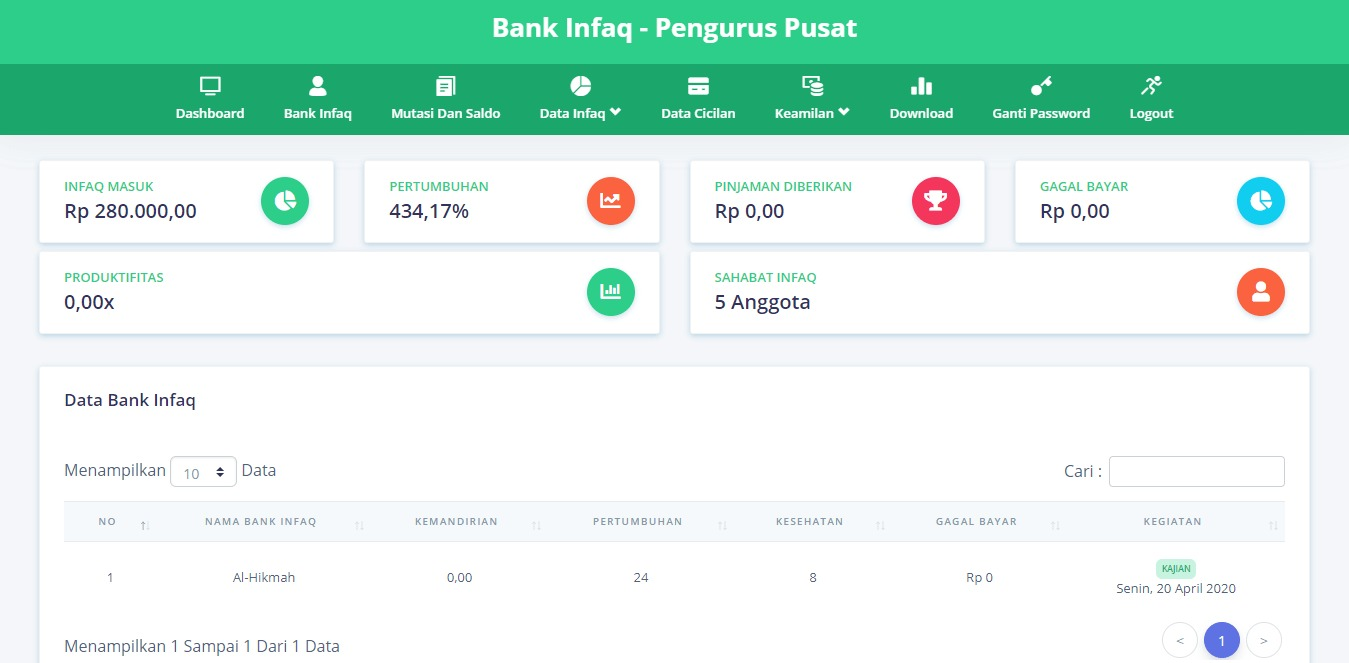 Bank Infaq - Pengurus Pusat
Dashboard Bank Infaq Mutasi Dan Saldo Data Infaq Data Cicilan Keamilan Download Ganti Password Logout
INFAQ MASUK
Rp 280.000,00
PERTUMBUHAN
434,17%
PINJAMAN DIBERIKAN
Rp 0,00
GAGAL BAYAR
Rp 0,00
PRODUKTIFITAS
0,00x
SAHABAT INFAQ
5 Anggota
Data Bank Infaq
Menampilkan 10 Data
Cari :
NO NAMA BANK INFAQ KEMANDIRIAN PERTUMBUHAN KESEHATAN GAGAL BAYAR KEGIATAN
1 Al-Hikmah 0,00 24 8 Rp 0 KAJIAN
Senin, 20 April 2020
Menampilkan 1 Sampai 1 Dari 1 Data
< 1 >